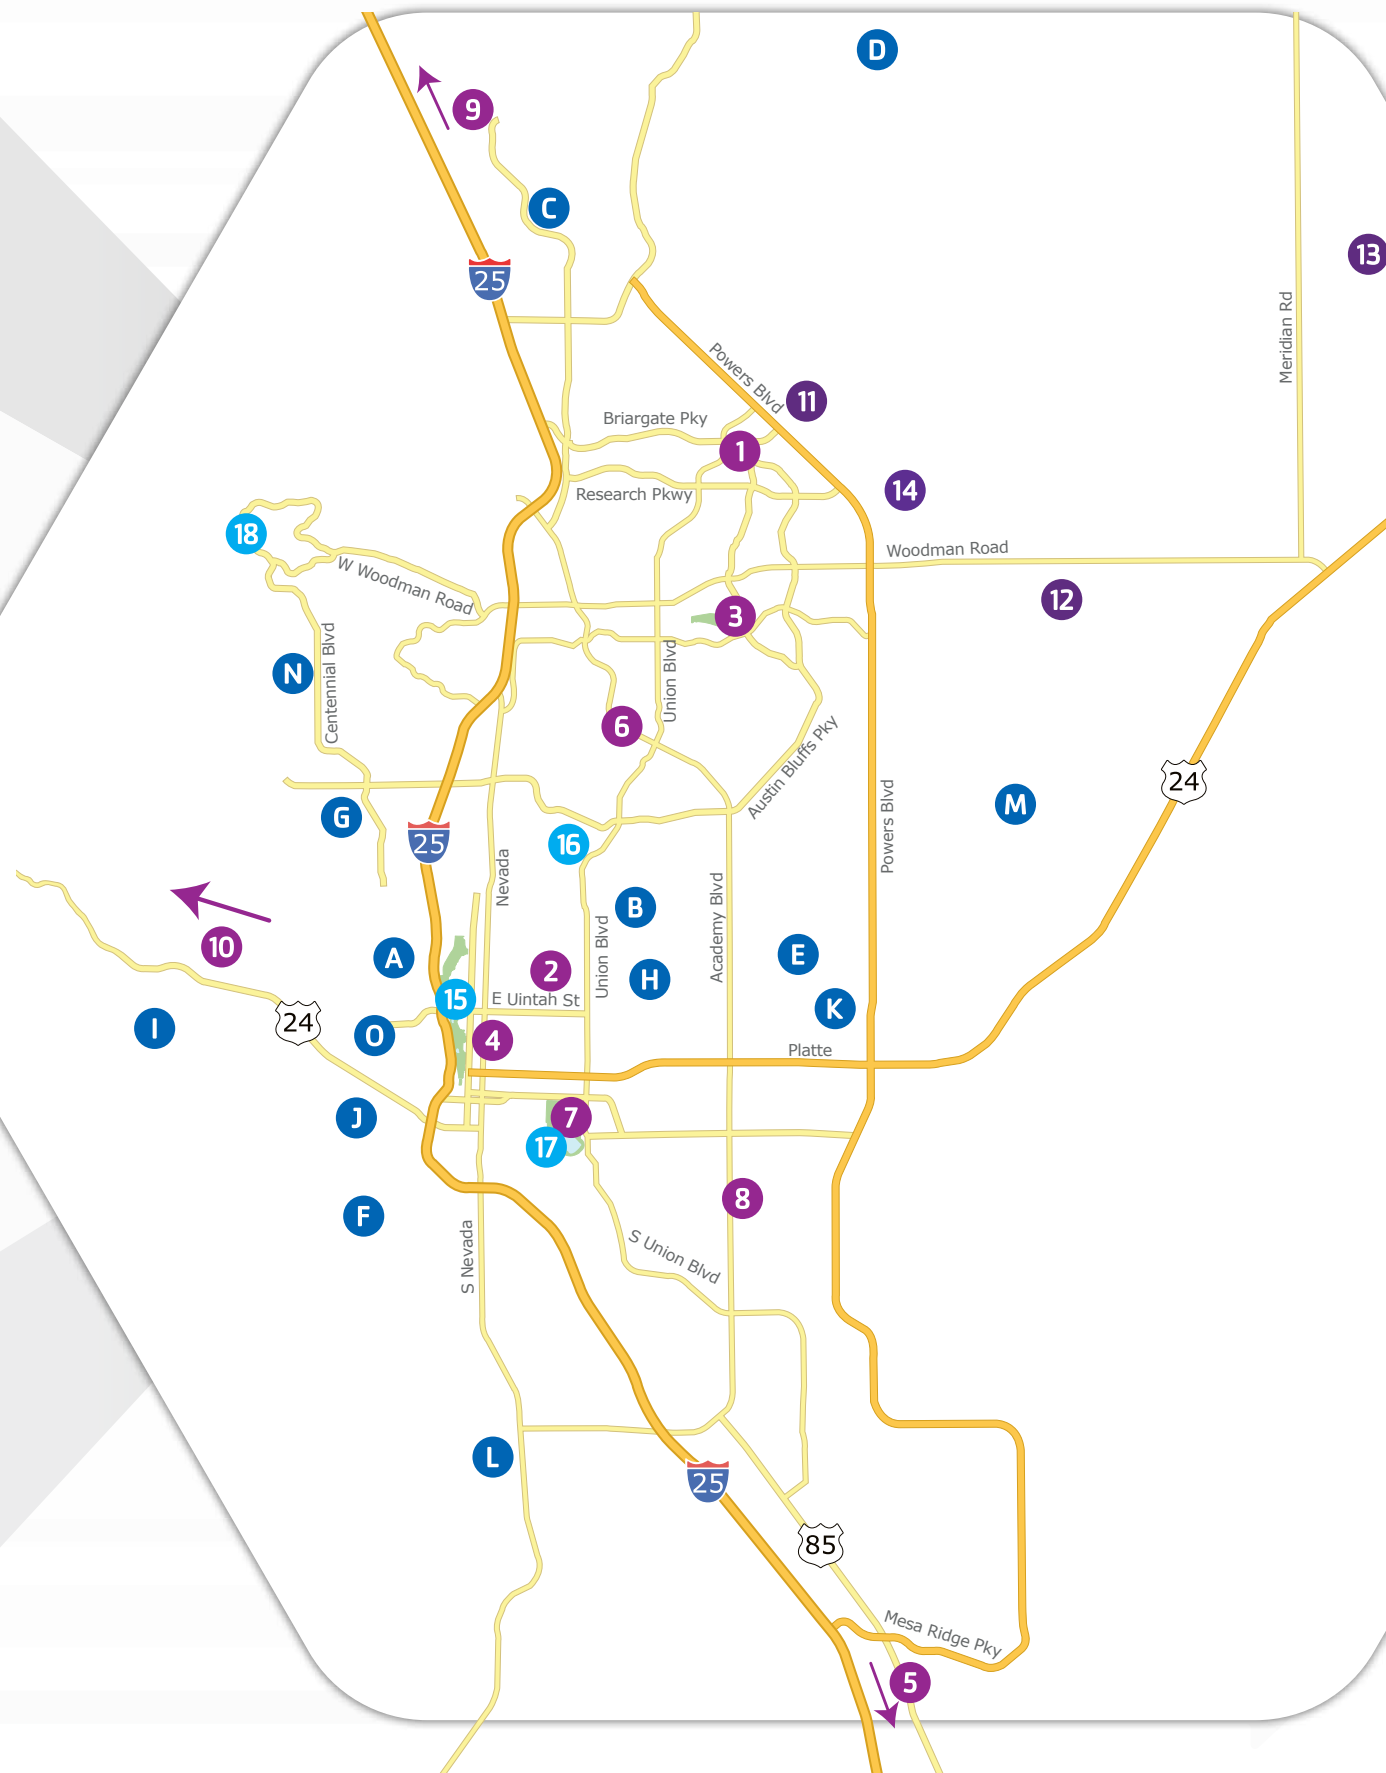 D
9
C
13
25
Meridian Rd
Powers Blvd
11
Briargate Pky
1
Research Pkwy
14
18
Woodman Road
W Woodman Road
12
3
Centennial Blvd
N
Union Blvd
6
Austin Bluffs Pky
24
Powers Blvd
M
G
25
16
Nevada
Academy Blvd
B
Union Blvd
10
A
E
2
H
15
E Uintah St
K
24
I
O
4
Platte
J
7
17
8
F
S Nevada
S Union Blvd
L
25
85
Mesa Ridge Pky
5